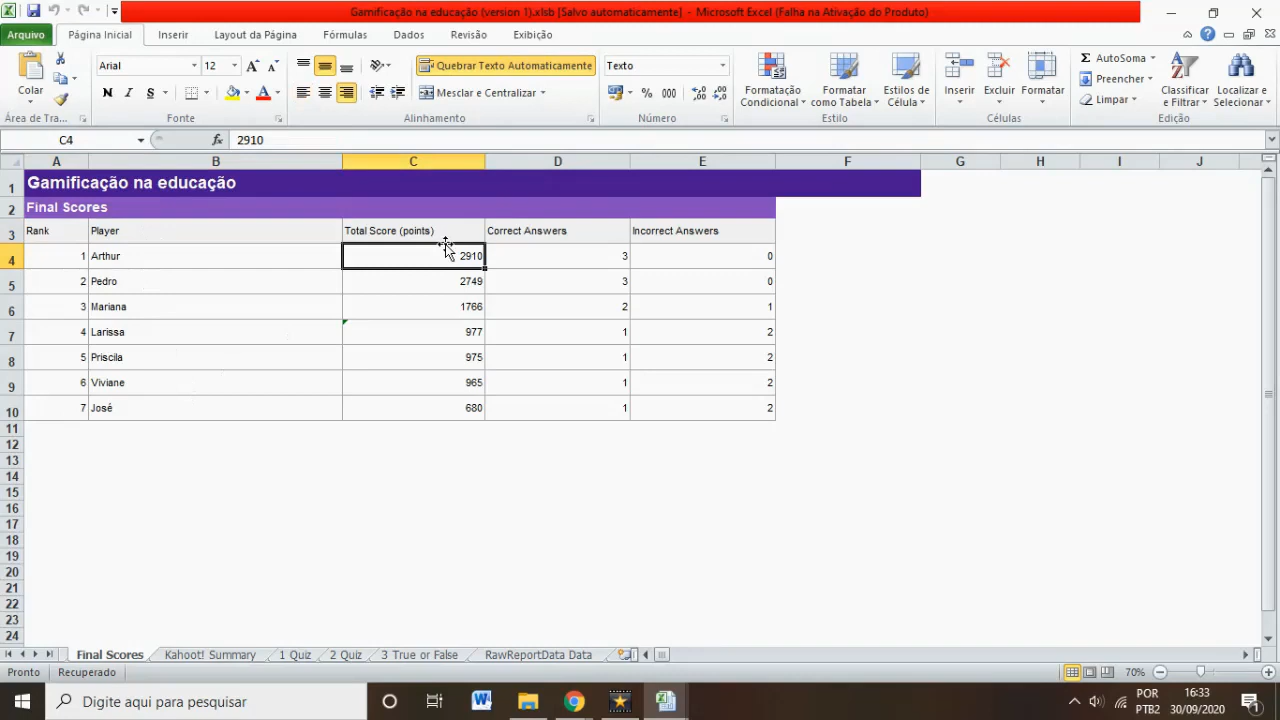 Gamificação na educação (version 1).xlsb [Salvo automaticamente] - Microsoft Excel (Falha na Ativação do Produto)
Arquivo Página Inicial Inserir Layout da Página Fórmulas Dados Revisão Exibição
Colar
Arial 12
N I S
Quebrar Texto Automaticamente
Mesclar e Centralizar
Texto
% 000
Formatação Condicional
Formatar como Tabela
Estilos de Célula
Inserir Excluir Formatar
AutoSoma
Preencher
Limpar
Classificar e Filtrar
Localizar e Selecionar
Área de Tra... Fonte Alinhamento Número Estilo Células Edição
C4 fx 2910
A B C D E F G H I J
1 Gamificação na educação
2 Final Scores
3 Rank Player Total Score (points) Correct Answers Incorrect Answers
4 1 Arthur 2910 3 0
5 2 Pedro 2749 3 0
6 3 Mariana 1766 2 1
7 4 Larissa 977 1 2
8 5 Priscila 975 1 2
9 6 Viviane 965 1 2
10 7 José 680 1 2
11
12
13
14
15
16
17
18
19
20
21
22
23
24
Final Scores Kahoot! Summary 1 Quiz 2 Quiz 3 True or False RawReportData Data
Pronto Recuperado 70%
Digite aqui para pesquisar
POR
PTB2
16:33
30/09/2020
1